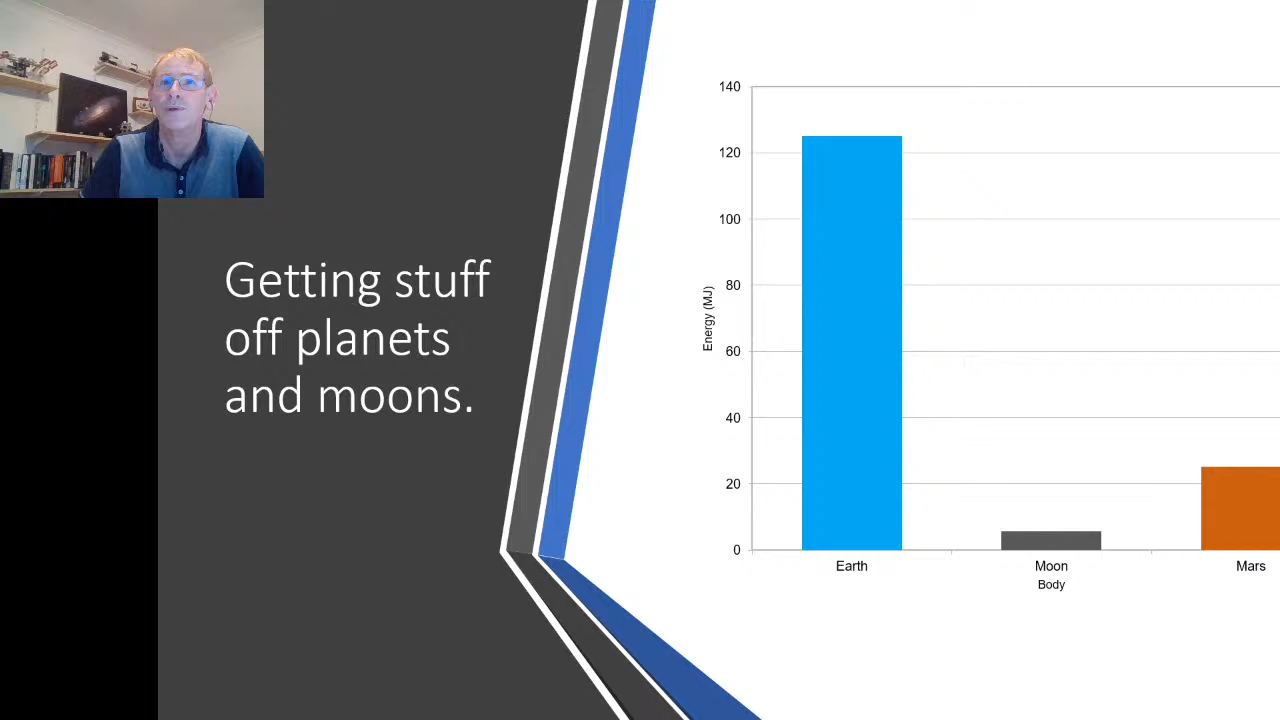 Getting stuff
off planets
and moons.
140
120
100
80
60
40
20
0
Energy (MJ)
Earth
Moon
Mars
Body